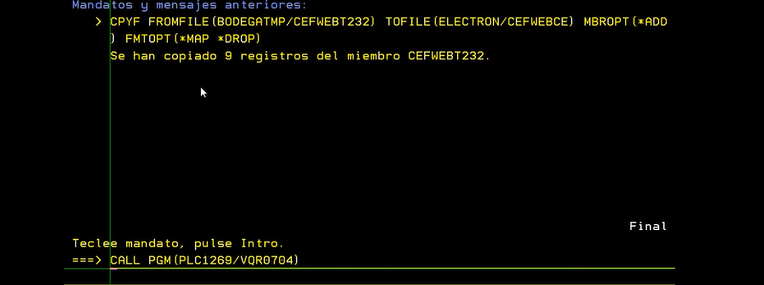 Mandatos y mensajes anteriores:
> CPYF FROMFILE(BODEGATMP/CEFWEBT232) TOFILE(ELECTRON/CEFWEBCE) MBROPT(*ADD
) FMTOPT(*MAP *DROP)
Se han copiado 9 registros del miembro CEFWEBT232.
Final
Teclee mandato, pulse Intro.
===> CALL PGM(PLC1269/VQR0704)